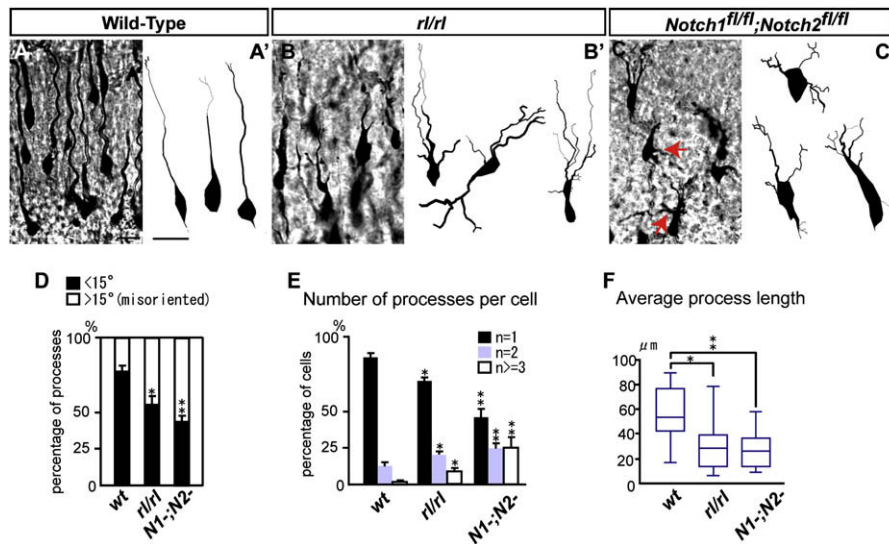 Wild-Type
rl/rl
Notch1fl/fl;Notch2fl/fl
A
A'
B
B'
C
C
D
<15°
>15°(misoriented)
%
100
50
0
percentage of processes
wt
rl/rl
N1-;N2-
*
**
E
Number of processes per cell
%
100
75
50
25
0
percentage of cells
n=1
n=2
n>=3
*
*
*
**
**
**
wt
rl/rl
N1-;N2-
F
Average process length
μm
100
80
60
40
20
0
*
**
wt
rl/rl
N1-;N2-